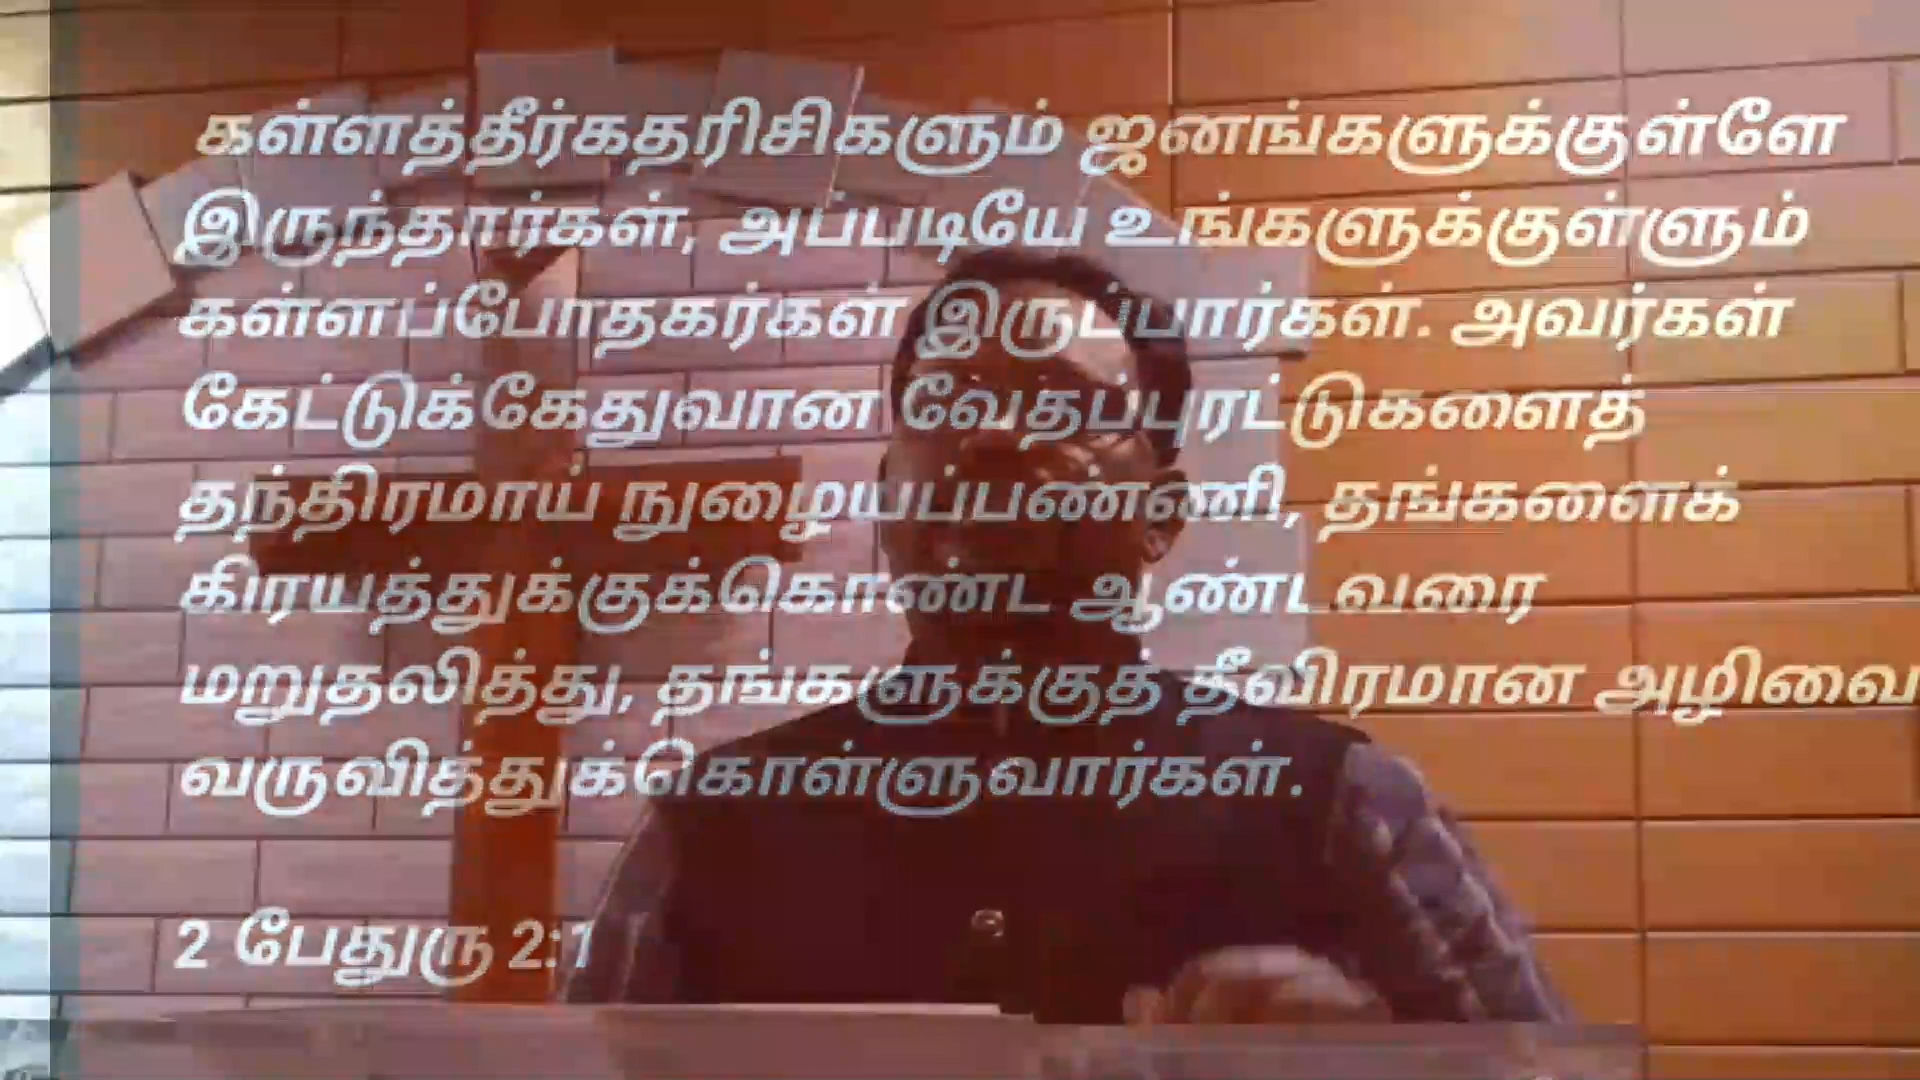 கள்ளத்தீர்கதரிசிகளும் ஜனங்களுக்குள்ளே
இருந்தார்கள், அப்படியே உங்களுக்குள்ளும்
கள்ளப்போதகர்கள் இருப்பார்கள். அவர்கள்
கேட்டுக்கேதுவான வேதப்புரட்டுகளைத்
தந்திரமாய் நுழையப்பண்ணி, தங்களைக்
கிரயத்துக்குக்கொண்ட ஆண்டவரை
மறுதலித்து, தங்களுக்குத் தீவிரமான அழிவை
வருவித்துக்கொள்ளுவார்கள்.
2 பேதுரு 2:1